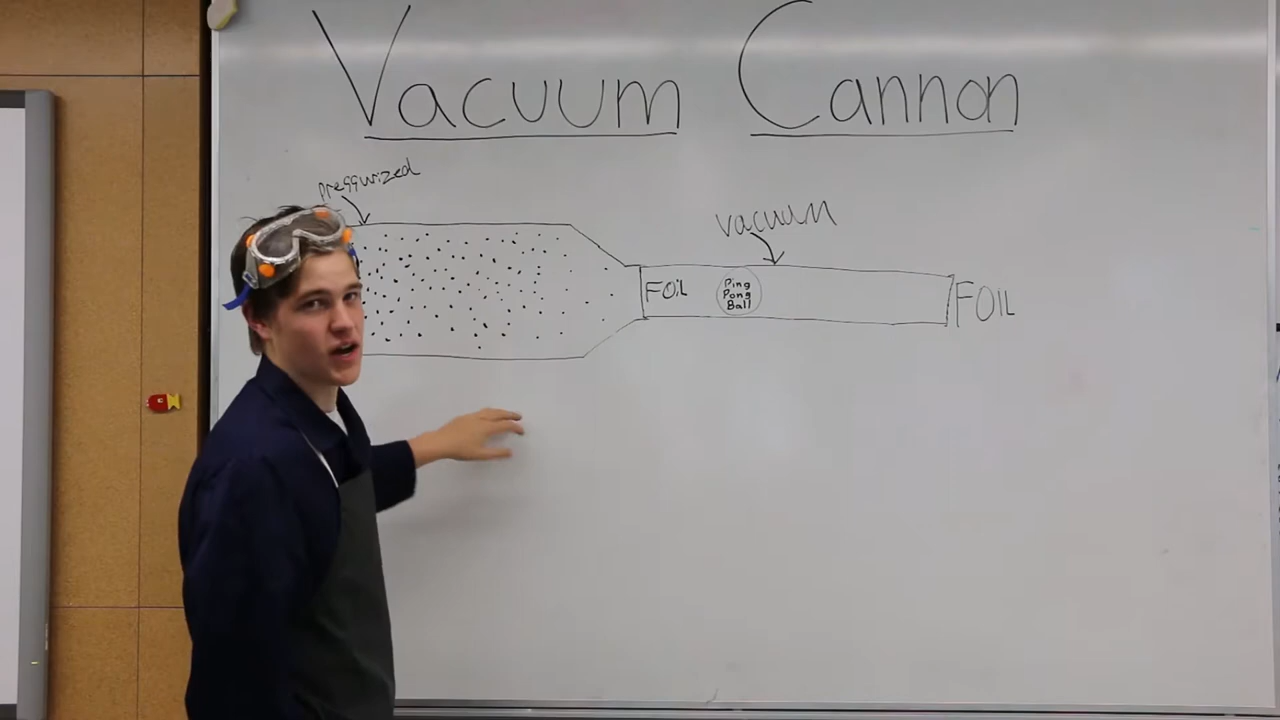 Vacuum Cannon
pressurized
vacuum
FOiL
Ping
Pong
Ball
FOiL